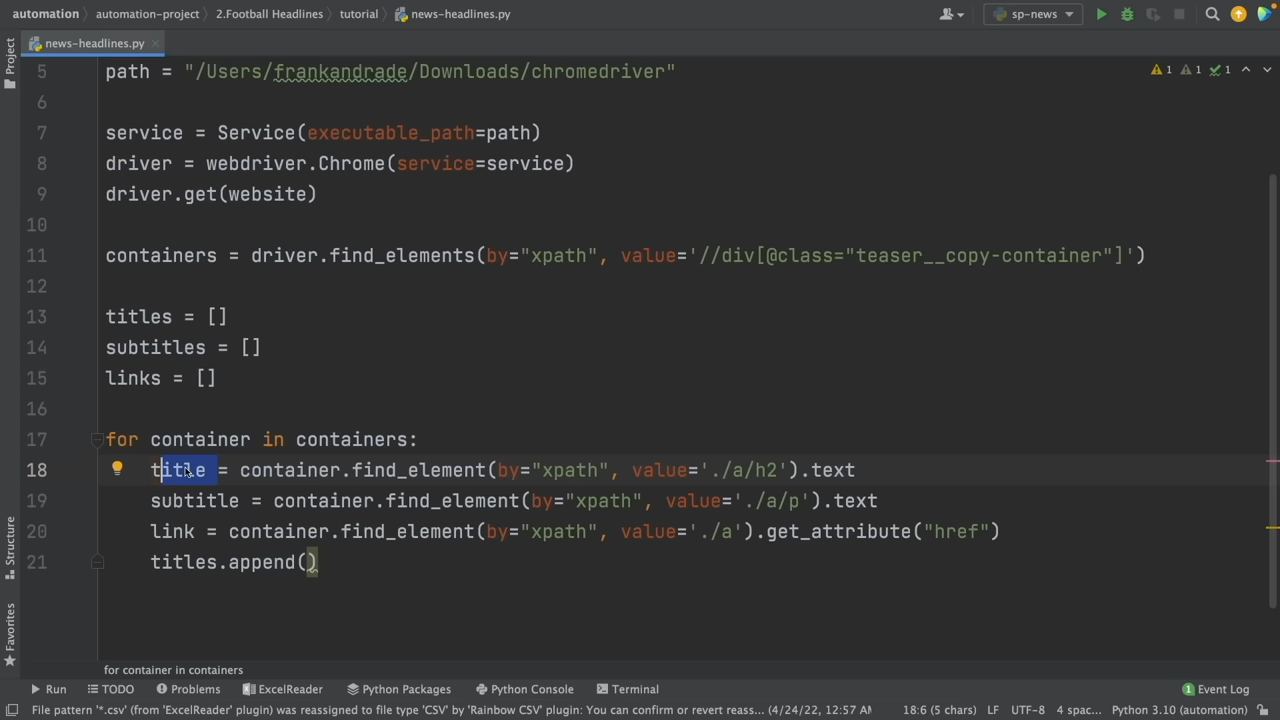 automation automation-project 2.Football Headlines tutorial news-headlines.py sp-news
Project
news-headlines.py
5 path = "/Users/frankandrade/Downloads/chromedriver" 1 1 1
6
7 service = Service(executable_path=path)
8 driver = webdriver.Chrome(service=service)
9 driver.get(website)
10
11 containers = driver.find_elements(by="xpath", value='//div[@class="teaser__copy-container"]')
12
13 titles = []
14 subtitles = []
15 links = []
16
17 for container in containers:
18 title = container.find_element(by="xpath", value='./a/h2').text
19 subtitle = container.find_element(by="xpath", value='./a/p').text
20 link = container.find_element(by="xpath", value='./a').get_attribute("href")
21 titles.append()
Structure
Favorites
for container in containers
Run TODO Problems ExcelReader Python Packages Python Console Terminal 1 Event Log
File pattern '*.csv' (from 'ExcelReader' plugin) was reassigned to file type 'CSV' by 'Rainbow CSV' plugin: You can confirm or revert reass... (4/24/22, 12:57 AM 18:6 (5 chars) LF UTF-8 4 spac... Python 3.10 (automation)